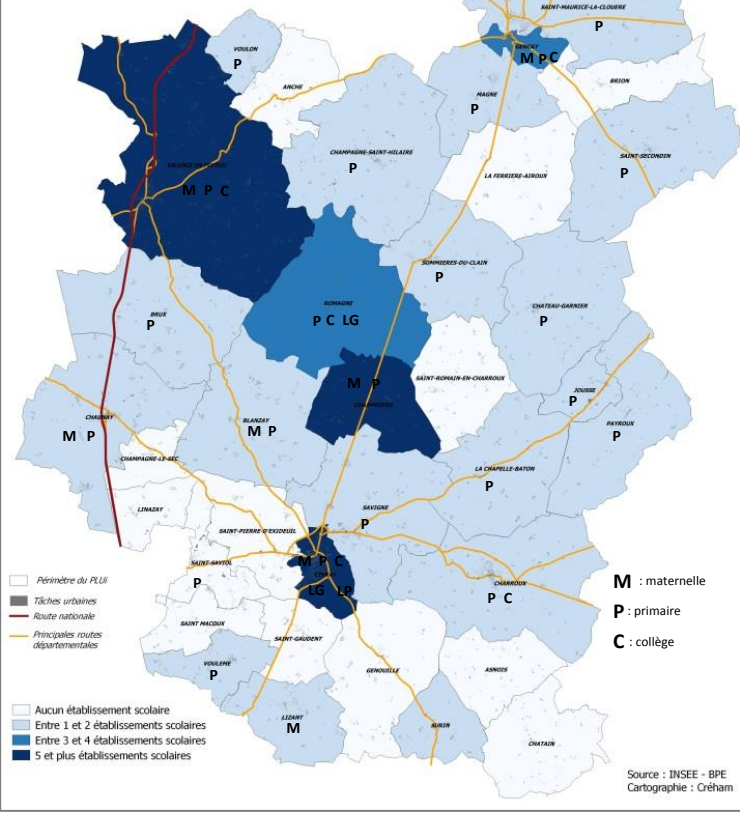 SAINT-MAURICE-LA-CLOUERE
P
VOULON
P
GENCAY
M P C
ANCHE
BRION
MAGNE
P
CHAMPAGNE-SAINT-HILAIRE
P
SAINT-SECONDIN
P
VALENCE-EN-POITOU
M P C
LA FERRIERE-AIROUX
SOMMIERES-DU-CLAIN
P
ROMAGNE
P C LG
CHATEAU-GARNIER
P
BRUX
P
SAINT-ROMAIN-EN-CHARROUX
M P
CHAMPNIERS
JOUSSE
P
CHAUNAY
M P
BLANZAY
M P
PAYROUX
P
CHAMPAGNE-LE-SEC
LA CHAPELLE-BATON
P
LINAZAY
SAVIGNE
P
SAINT-PIERRE-D'EXIDEUIL
SAINT-SAVIOL
P
M P C
LG LP
CHARROUX
P C
SAINT MACOUX
SAINT-GAUDENT
VOULEME
P
GENOUILLE
ASNOIS
LIZANT
M
SURIN
CHATAIN
Périmètre du PLUi
Tâches urbaines
Route nationale
Principales routes
départementales
Aucun établissement scolaire
Entre 1 et 2 établissements scolaires
Entre 3 et 4 établissements scolaires
5 et plus établissements scolaires
M : maternelle
P : primaire
C : collège
Source : INSEE - BPE
Cartographie : Créham